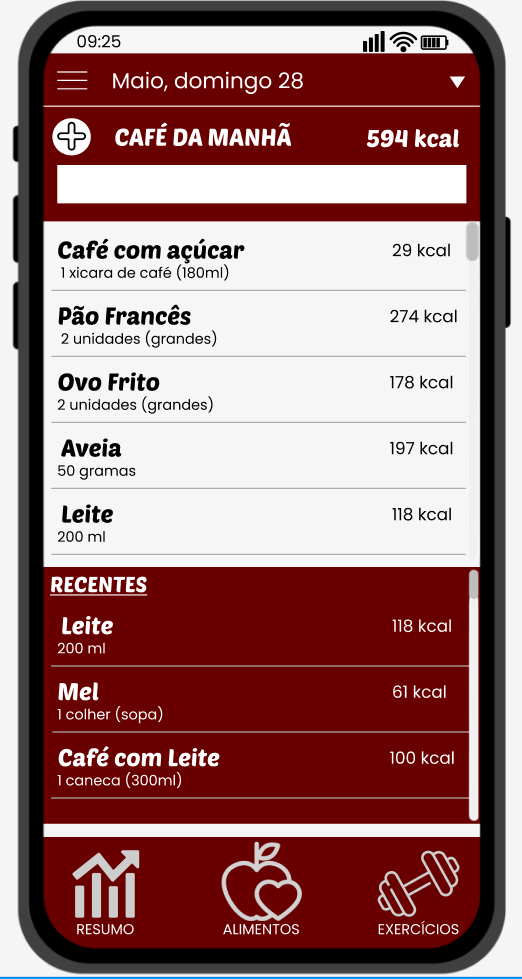 09:25
Maio, domingo 28
CAFÉ DA MANHÃ 594 kcal
Café com açúcar 29 kcal
1 xicara de café (180ml)
Pão Francês 274 kcal
2 unidades (grandes)
Ovo Frito 178 kcal
2 unidades (grandes)
Aveia 197 kcal
50 gramas
Leite 118 kcal
200 ml
RECENTES
Leite 118 kcal
200 ml
Mel 61 kcal
1 colher (sopa)
Café com Leite 100 kcal
1 caneca (300ml)
RESUMO ALIMENTOS EXERCÍCIOS